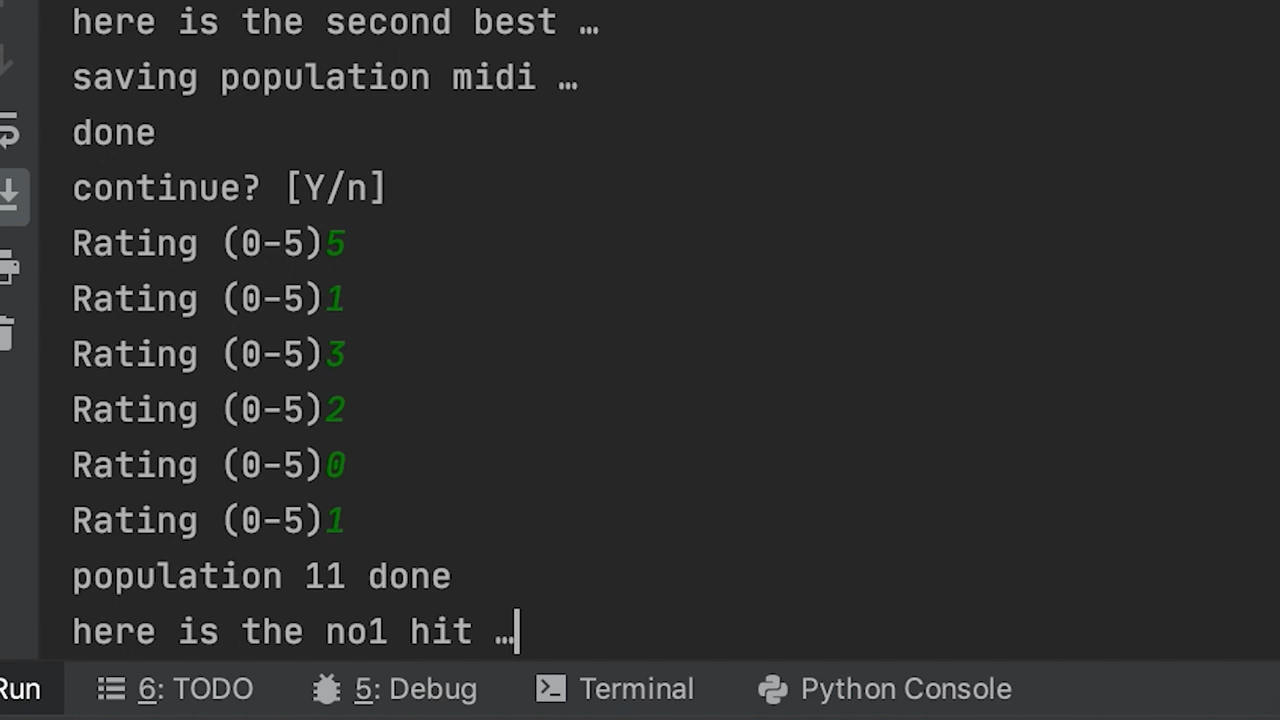 here is the second best …
saving population midi …
done
continue? [Y/n]
Rating (0-5)5
Rating (0-5)1
Rating (0-5)3
Rating (0-5)2
Rating (0-5)0
Rating (0-5)1
population 11 done
here is the no1 hit …
Run 6: TODO 5: Debug Terminal Python Console